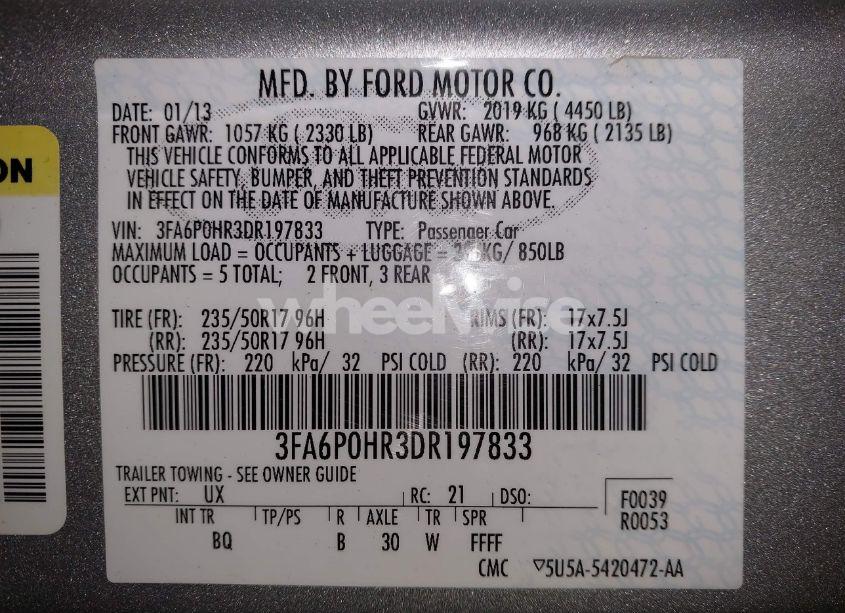 MFD. BY FORD MOTOR CO.
DATE: 01/13 GVWR: 2019 KG ( 4450 LB)
FRONT GAWR: 1057 KG ( 2330 LB) REAR GAWR: 968 KG ( 2135 LB)
THIS VEHICLE CONFORMS TO ALL APPLICABLE FEDERAL MOTOR
VEHICLE SAFETY, BUMPER, AND THEFT PREVENTION STANDARDS
IN EFFECT ON THE DATE OF MANUFACTURE SHOWN ABOVE.
VIN: 3FA6P0HR3DR197833 TYPE: Passenger Car
MAXIMUM LOAD = OCCUPANTS + LUGGAGE = KG/ 850LB
OCCUPANTS = 5 TOTAL; 2 FRONT, 3 REAR
wheelwise
TIRE (FR): 235/50R17 96H RIMS (FR): 17x7.5J
(RR): 235/50R17 96H (RR): 17x7.5J
PRESSURE (FR): 220 kPa/ 32 PSI COLD (RR): 220 kPa/ 32 PSI COLD
3FA6P0HR3DR197833
TRAILER TOWING - SEE OWNER GUIDE
EXT PNT: UX RC: 21 DSO: F0039
INT TR TP/PS R AXLE TR SPR R0053
BQ B 30 W FFFF
CMC ▽5U5A-5420472-AA
ON